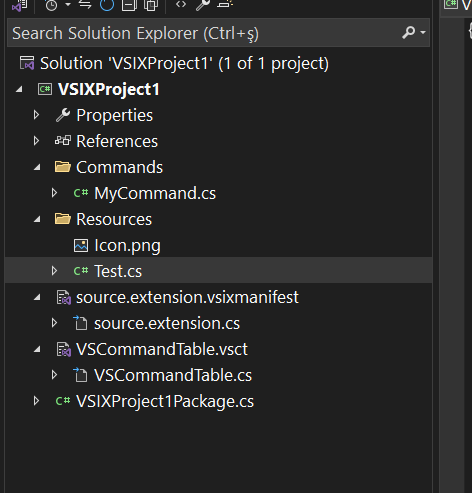 Search Solution Explorer (Ctrl+ş)
Solution 'VSIXProject1' (1 of 1 project)
C# VSIXProject1
Properties
References
Commands
C# MyCommand.cs
Resources
Icon.png
C# Test.cs
source.extension.vsixmanifest
source.extension.cs
VSCommandTable.vsct
VSCommandTable.cs
C# VSIXProject1Package.cs